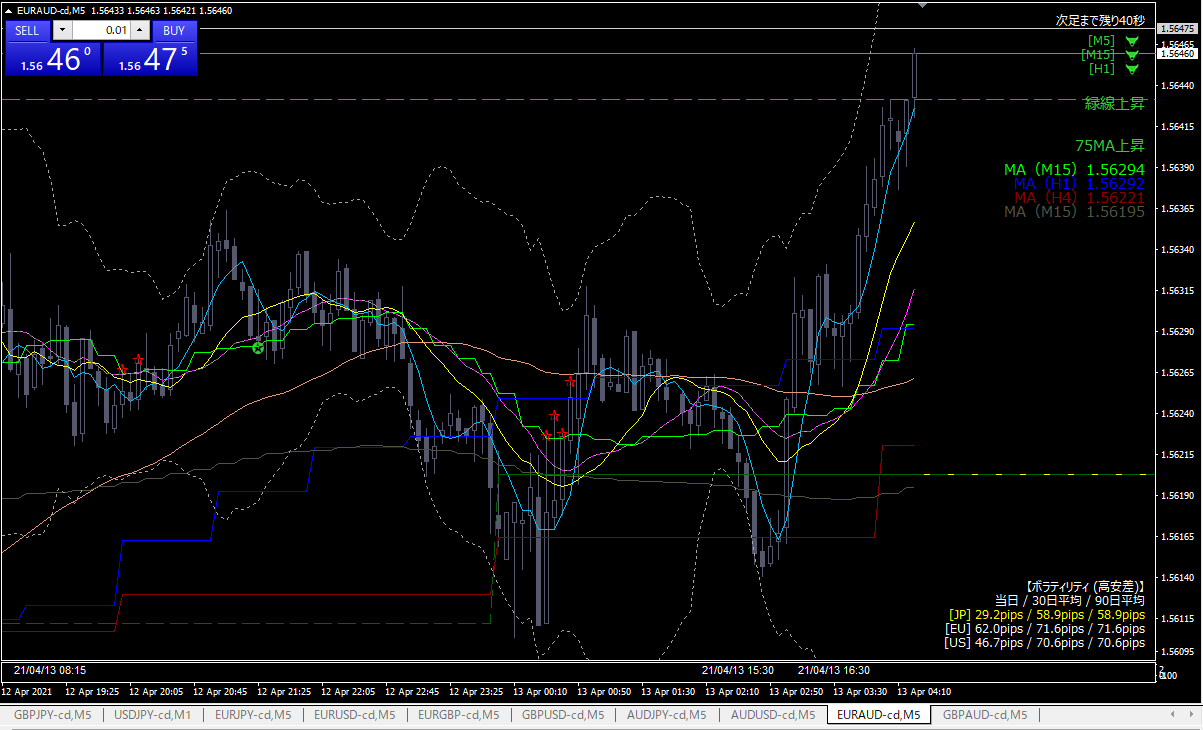 EURAUD-cd,M5 1.56433 1.56463 1.56421 1.56460
SELL 0.01 BUY
1.56 46 0 1.56 47 5
次足まで残り40秒
1.56475
[M5]
1.56465
[M15]
1.56460
[H1]
1.56440
緑線上昇
1.56415
75MA上昇
1.56390
MA（M15）1.56294
MA（H1）1.56292
MA（H4）1.56221
MA（M15）1.56195
1.56365
1.56340
1.56315
1.56290
1.56265
1.56240
1.56215
1.56190
1.56165
1.56140
【ボラティリティ (高安差)】
当日 / 30日平均 / 90日平均
[JP] 29.2pips / 58.9pips / 58.9pips
1.56115
[EU] 62.0pips / 71.6pips / 71.6pips
[US] 46.7pips / 70.6pips / 70.6pips
1.56095
21/04/13 08:15 21/04/13 15:30 21/04/13 16:30
12 Apr 2021 12 Apr 19:25 12 Apr 20:05 12 Apr 20:45 12 Apr 21:25 12 Apr 22:05 12 Apr 22:45 12 Apr 23:25 13 Apr 00:10 13 Apr 00:50 13 Apr 01:30 13 Apr 02:10 13 Apr 02:50 13 Apr 03:30 13 Apr 04:10
GBPJPY-cd,M5 USDJPY-cd,M1 EURJPY-cd,M5 EURUSD-cd,M5 EURGBP-cd,M5 GBPUSD-cd,M5 AUDJPY-cd,M5 AUDUSD-cd,M5 EURAUD-cd,M5 GBPAUD-cd,M5